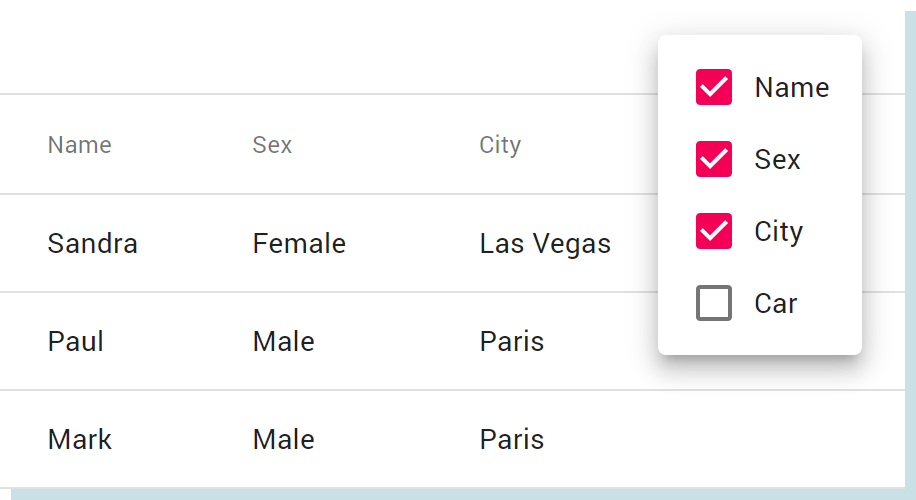 Name
Sex
City
Car
Name Sex City
Sandra Female Las Vegas
Paul Male Paris
Mark Male Paris